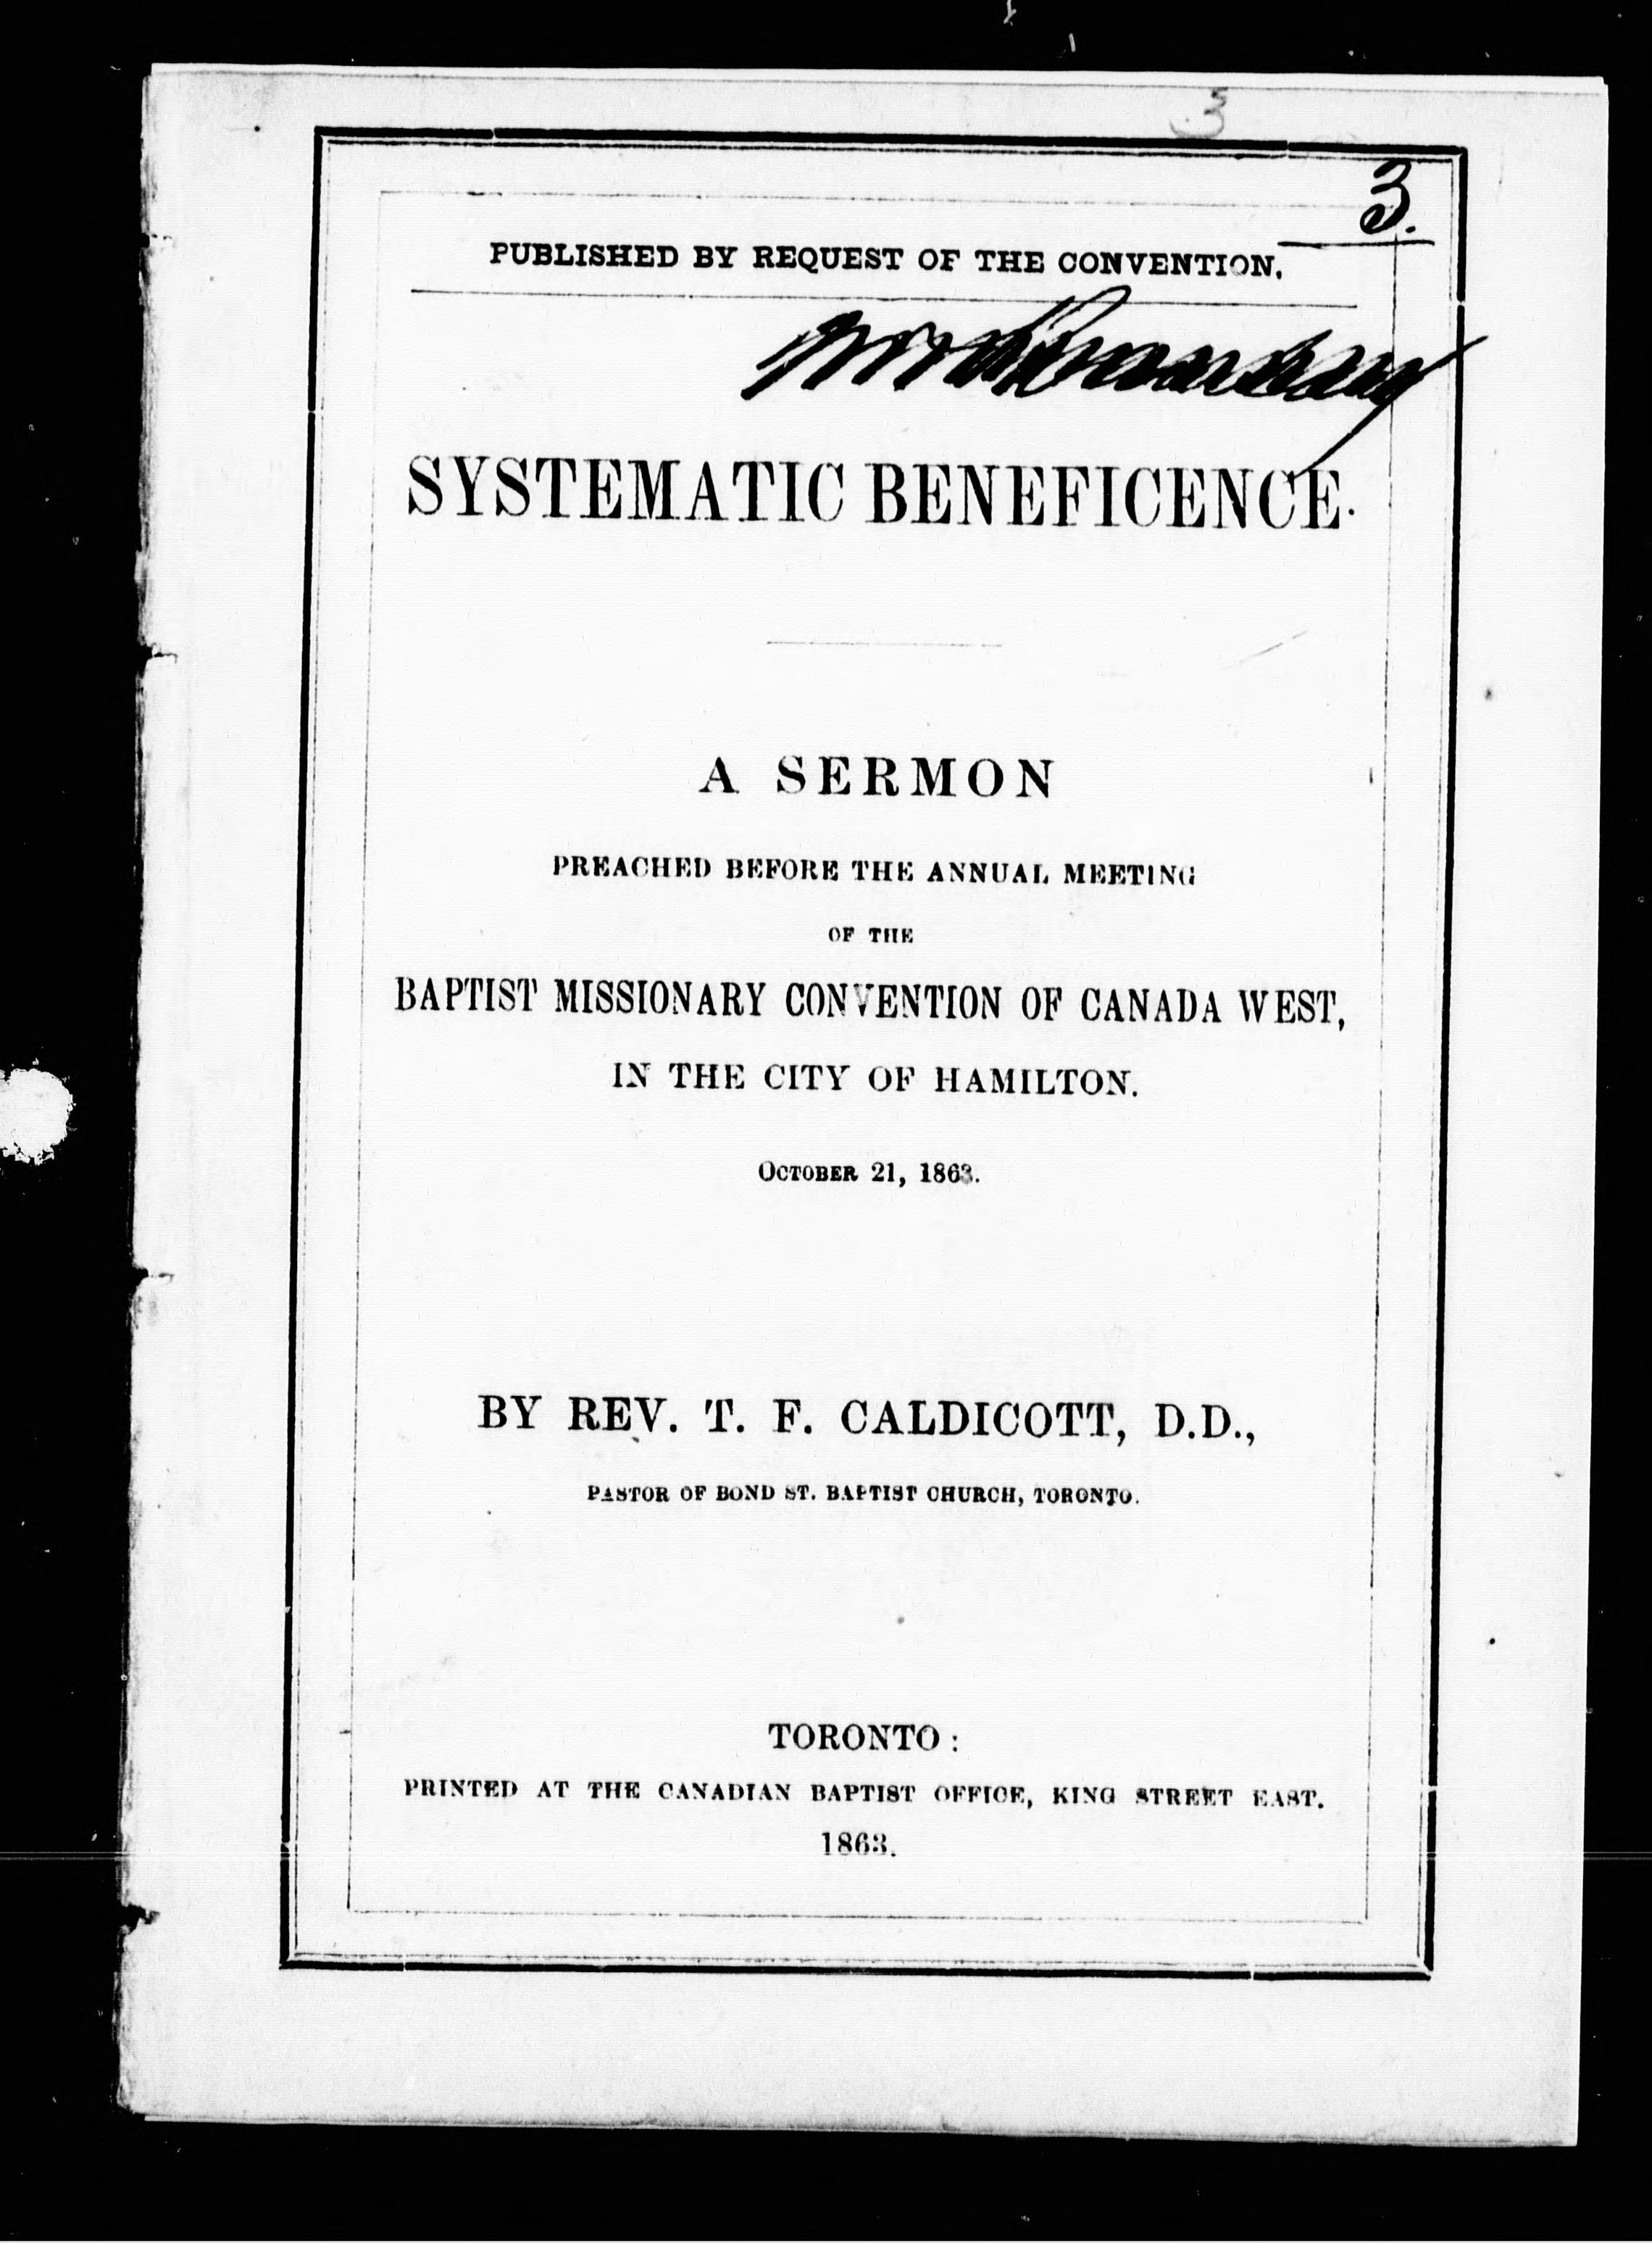 3
3.
PUBLISHED BY REQUEST OF THE CONVENTION.
SYSTEMATIC BENEFICENCE.
A SERMON
PREACHED BEFORE THE ANNUAL MEETING
OF THE
BAPTIST MISSIONARY CONVENTION OF CANADA WEST,
IN THE CITY OF HAMILTON.
OCTOBER 21, 1863.
BY REV. T. F. CALDICOTT, D.D.,
PASTOR OF BOND ST. BAPTIST CHURCH, TORONTO.
TORONTO:
PRINTED AT THE CANADIAN BAPTIST OFFICE, KING STREET EAST.
1863.